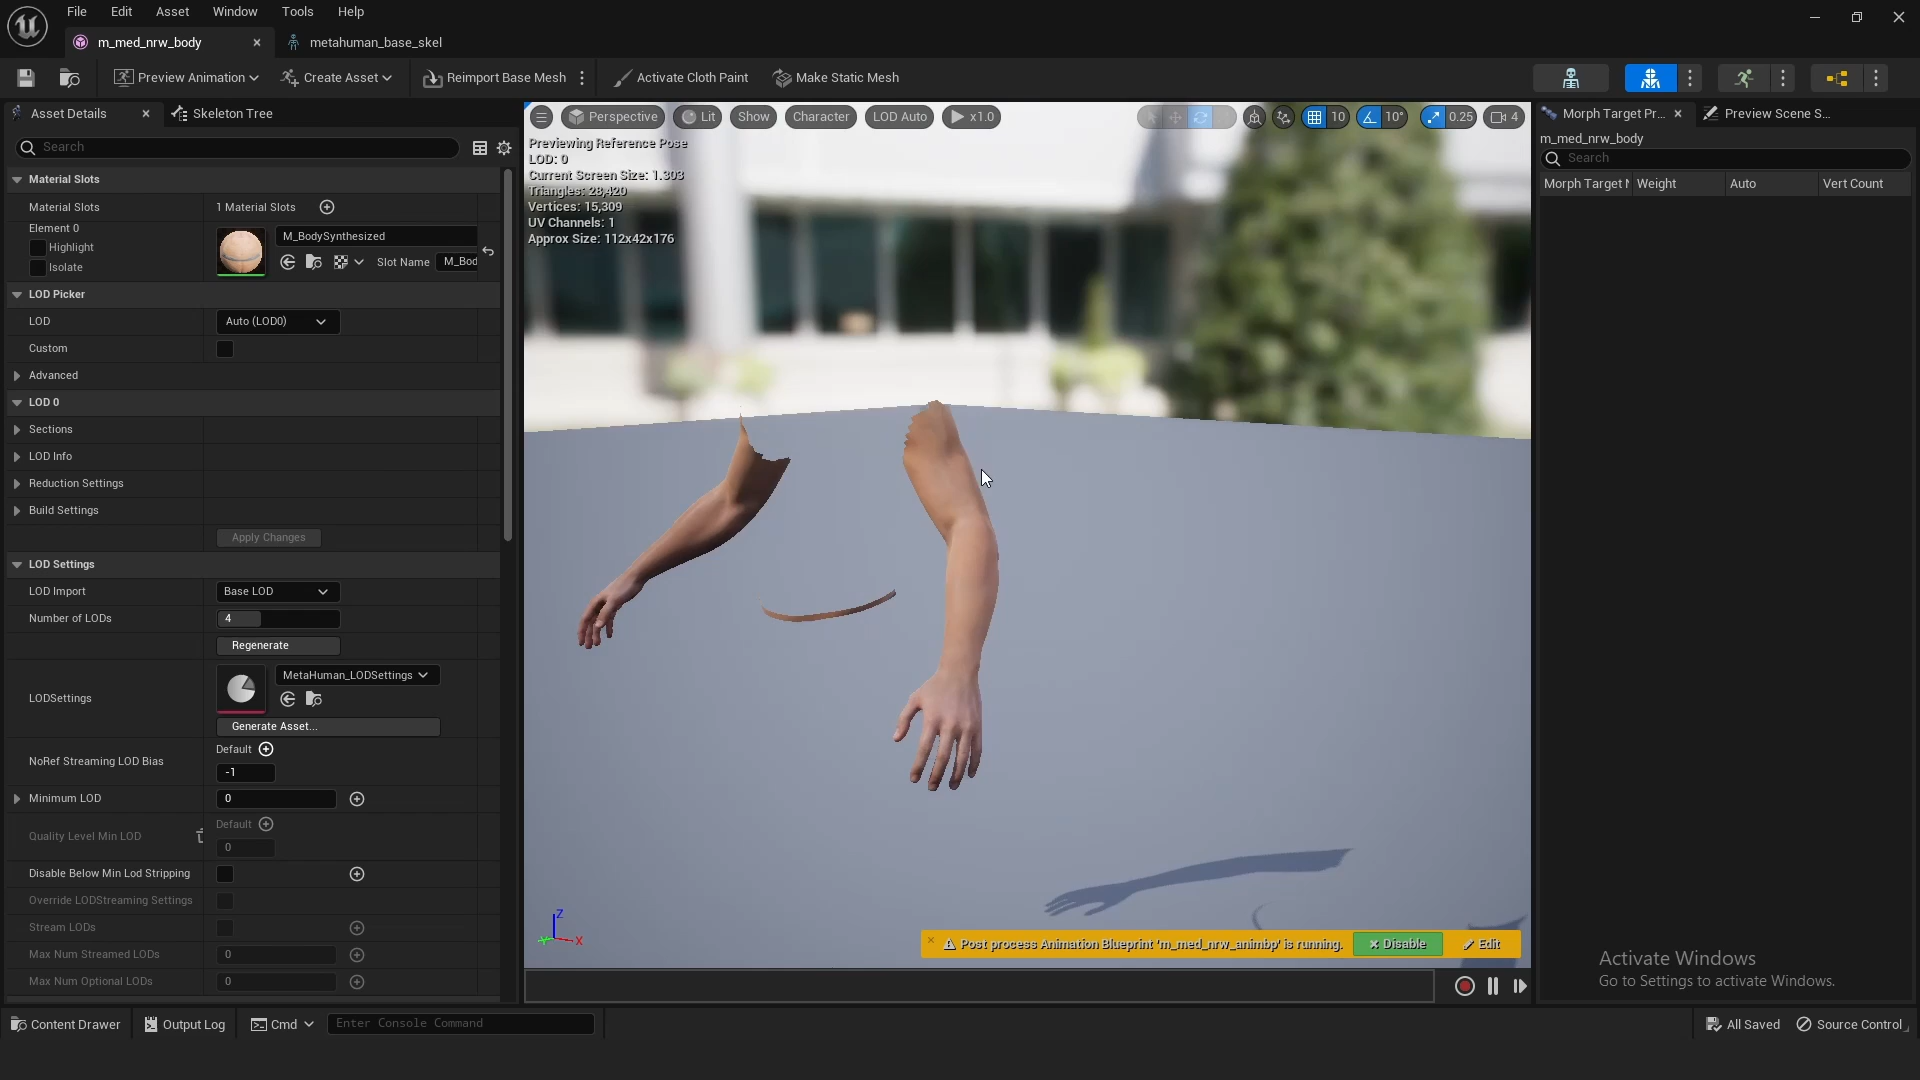 File Edit Asset Window Tools Help
m_med_nrw_body metahuman_base_skel
Preview Animation Create Asset Reimport Base Mesh Activate Cloth Paint Make Static Mesh
Asset Details Skeleton Tree
Search
Material Slots
Material Slots 1 Material Slots
Element 0
Highlight
Isolate
M_BodySynthesized
Slot Name M_Bod
LOD Picker
LOD Auto (LOD0)
Custom
Advanced
LOD 0
Sections
LOD Info
Reduction Settings
Build Settings
Apply Changes
LOD Settings
LOD Import Base LOD
Number of LODs 4
Regenerate
LODSettings MetaHuman_LODSettings
Generate Asset...
NoRef Streaming LOD Bias Default
-1
Minimum LOD 0
Quality Level Min LOD Default
0
Disable Below Min Lod Stripping
Override LODStreaming Settings
Stream LODs
Max Num Streamed LODs 0
Max Num Optional LODs 0
Perspective Lit Show Character LOD Auto x1.0 10 10° 0.25 4
Previewing Reference Pose
LOD: 0
Current Screen Size: 1.303
Triangles: 28,420
Vertices: 15,309
UV Channels: 1
Approx Size: 112x42x176
Z
Y X
Post process Animation Blueprint 'm_med_nrw_animbp' is running. Disable Edit
Morph Target Pr... Preview Scene S...
m_med_nrw_body
Search
Morph Target N Weight Auto Vert Count
Activate Windows
Go to Settings to activate Windows.
Content Drawer Output Log Cmd Enter Console Command All Saved Source Control